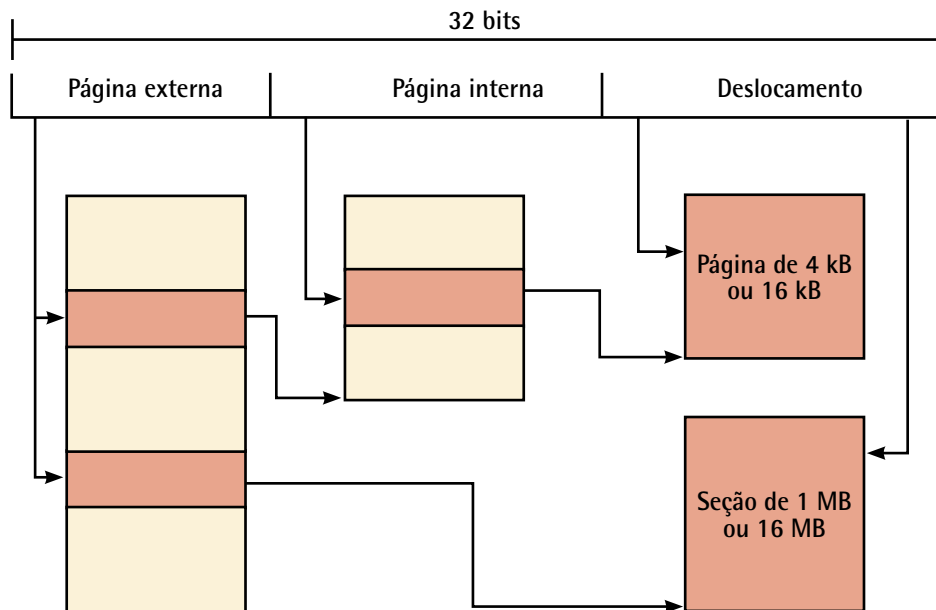 32 bits
Página externa
Página interna
Deslocamento
Página de 4 kB
ou 16 kB
Seção de 1 MB
ou 16 MB